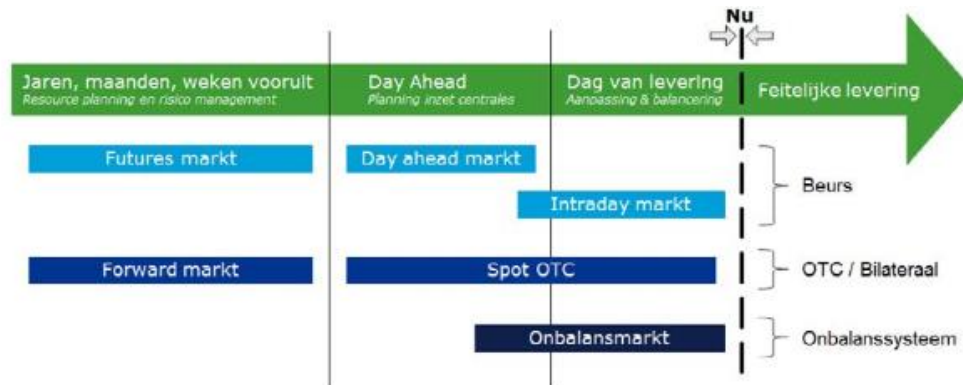 Nu
Jaren, maanden, weken vooruit
Resource planning en risico management
Day Ahead
Planning inzet centrales
Dag van levering
Aanpassing & balancering
Feitelijke levering
Futures markt
Day ahead markt
Intraday markt
Beurs
Forward markt
Spot OTC
OTC / Bilateraal
Onbalansmarkt
Onbalanssysteem